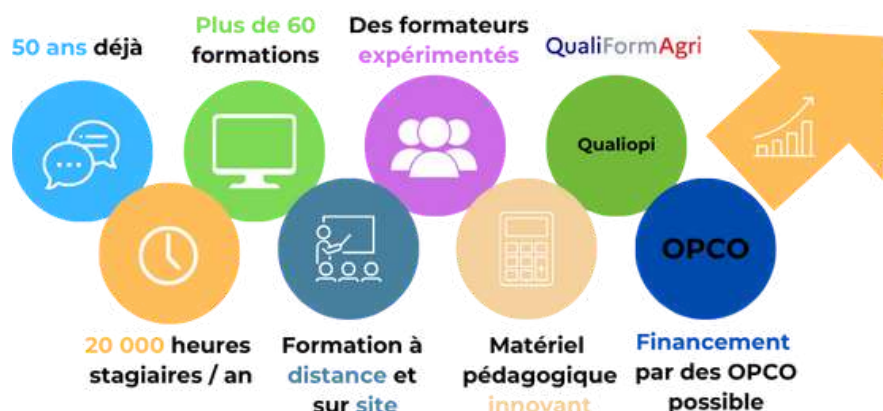 50 ans déjà
Plus de 60
formations
Des formateurs
expérimentés
QualiFormAgri
Qualiopi
OPCO
20 000 heures
stagiaires / an
Formation à
distance et
sur site
Matériel
pédagogique
innovant
Financement
par des OPCO
possible